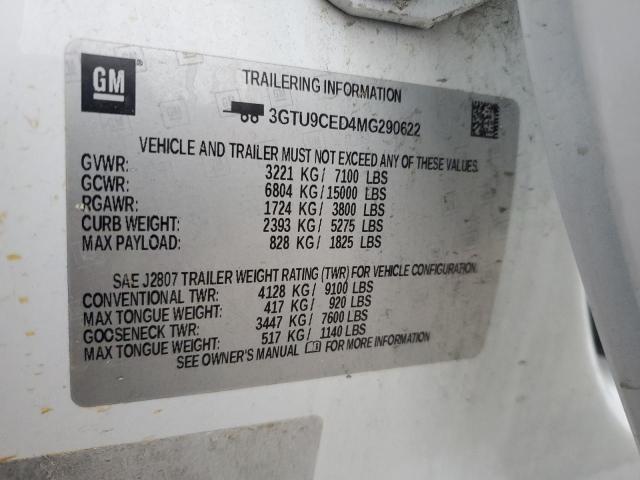 GM
TRAILERING INFORMATION
3GTU9CED4MG290622
VEHICLE AND TRAILER MUST NOT EXCEED ANY OF THESE VALUES.
GVWR: 3221 KG/ 7100 LBS
GCWR: 6804 KG/15000 LBS
RGAWR: 1724 KG/ 3800 LBS
CURB WEIGHT: 2393 KG/ 5275 LBS
MAX PAYLOAD: 828 KG/ 1825 LBS
SAE J2807 TRAILER WEIGHT RATING (TWR) FOR VEHICLE CONFIGURATION.
CONVENTIONAL TWR: 4128 KG/ 9100 LBS
MAX TONGUE WEIGHT: 417 KG/ 920 LBS
GOOSENECK TWR: 3447 KG/ 7600 LBS
MAX TONGUE WEIGHT: 517 KG/ 1140 LBS
SEE OWNER'S MANUAL FOR MORE INFORMATION